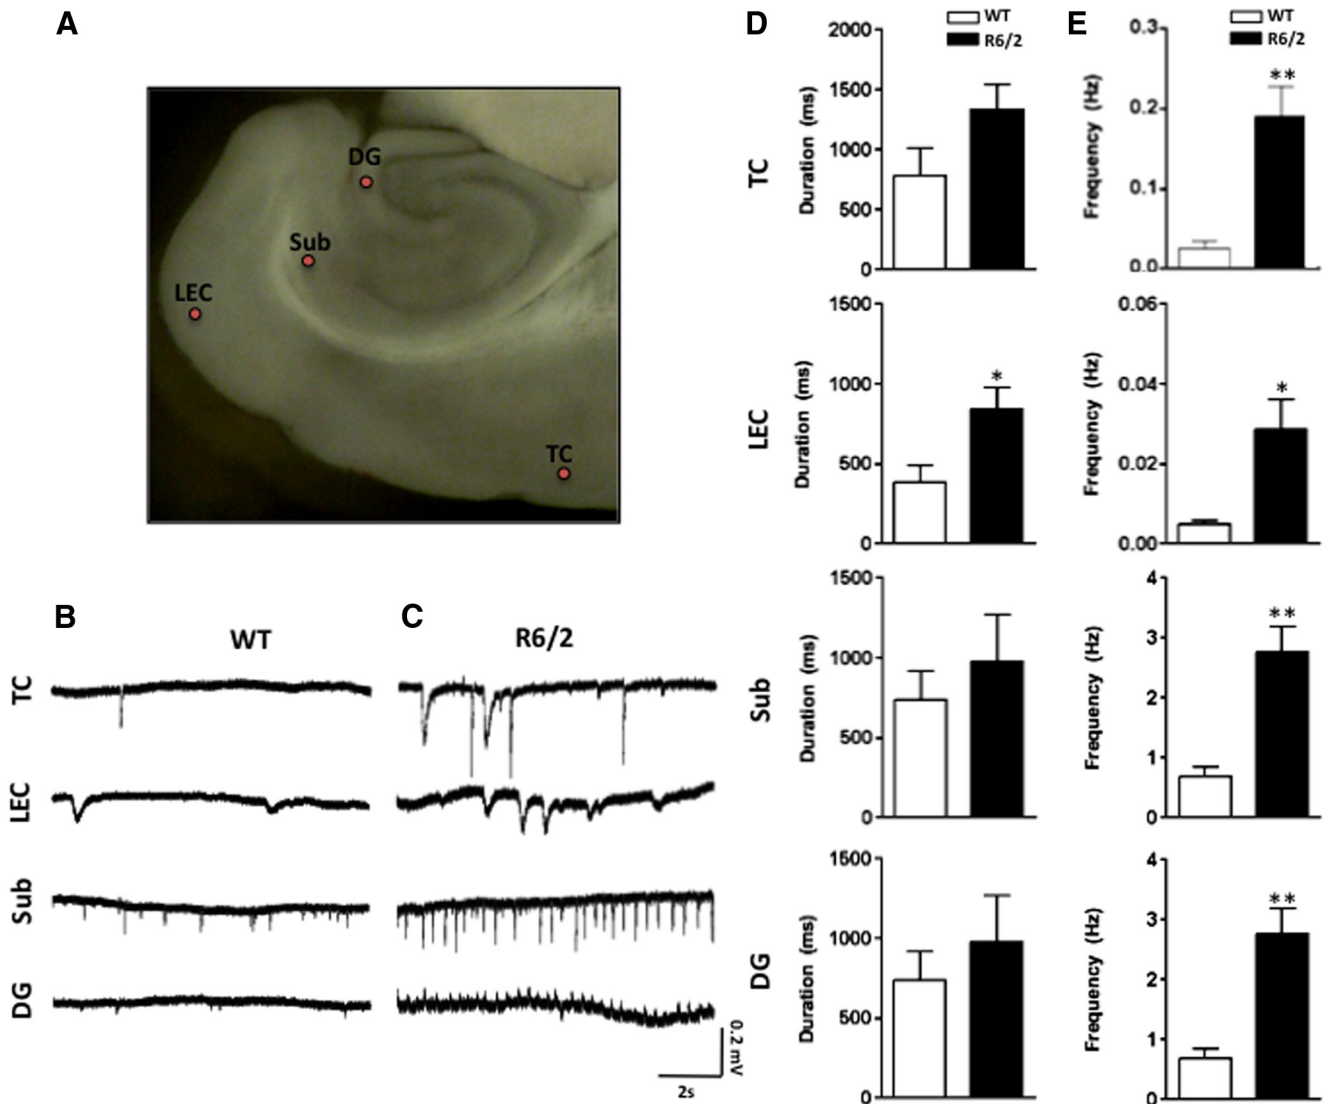 A
DG
Sub
LEC
TC
B
WT
C
R6/2
TC
LEC
Sub
DG
0.2 mV
2s
D
WT
R6/2
TC
Duration (ms)
2000
1500
1000
500
0
LEC
Duration (ms)
1500
1000
*
500
0
Sub
Duration (ms)
1500
1000
500
0
DG
Duration (ms)
1500
1000
500
0
E
WT
R6/2
Frequency (Hz)
0.3
**
0.2
0.1
0.0
Frequency (Hz)
0.06
0.04
*
0.02
0.00
Frequency (Hz)
4
**
3
2
1
0
Frequency (Hz)
4
**
3
2
1
0